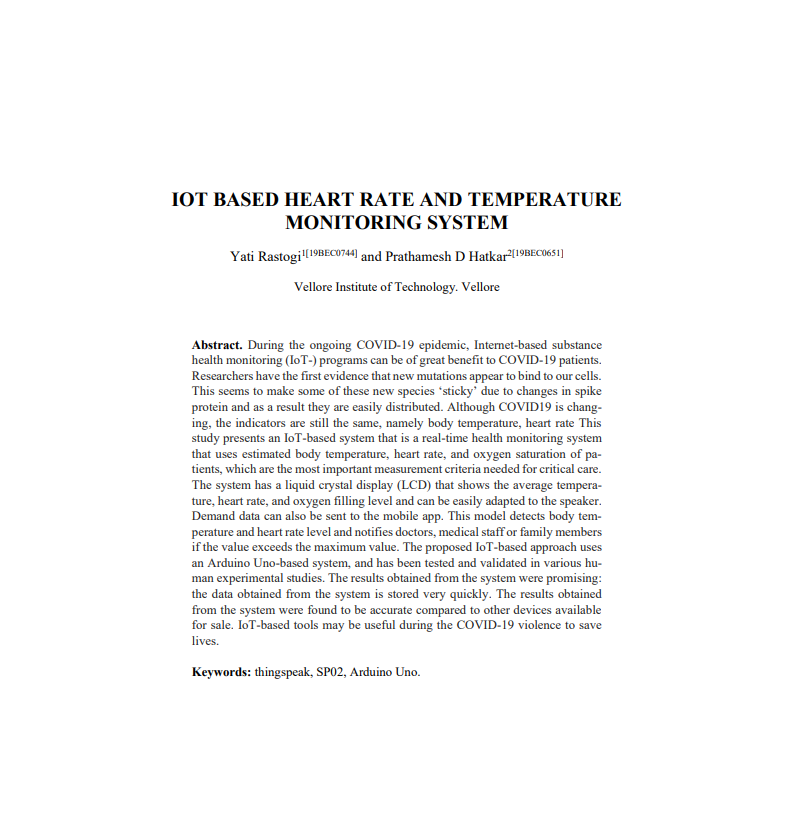 IOT BASED HEART RATE AND TEMPERATURE
MONITORING SYSTEM
Yati Rastogi1[19BEC0744] and Prathamesh D Hatkar2[19BEC0651]
Vellore Institute of Technology. Vellore
Abstract. During the ongoing COVID-19 epidemic, Internet-based substance
health monitoring (IoT-) programs can be of great benefit to COVID-19 patients.
Researchers have the first evidence that new mutations appear to bind to our cells.
This seems to make some of these new species ‘sticky’ due to changes in spike
protein and as a result they are easily distributed. Although COVID19 is chang-
ing, the indicators are still the same, namely body temperature, heart rate This
study presents an IoT-based system that is a real-time health monitoring system
that uses estimated body temperature, heart rate, and oxygen saturation of pa-
tients, which are the most important measurement criteria needed for critical care.
The system has a liquid crystal display (LCD) that shows the average tempera-
ture, heart rate, and oxygen filling level and can be easily adapted to the speaker.
Demand data can also be sent to the mobile app. This model detects body tem-
perature and heart rate level and notifies doctors, medical staff or family members
if the value exceeds the maximum value. The proposed IoT-based approach uses
an Arduino Uno-based system, and has been tested and validated in various hu-
man experimental studies. The results obtained from the system were promising:
the data obtained from the system is stored very quickly. The results obtained
from the system were found to be accurate compared to other devices available
for sale. IoT-based tools may be useful during the COVID-19 violence to save
lives.
Keywords: thingspeak, SP02, Arduino Uno.